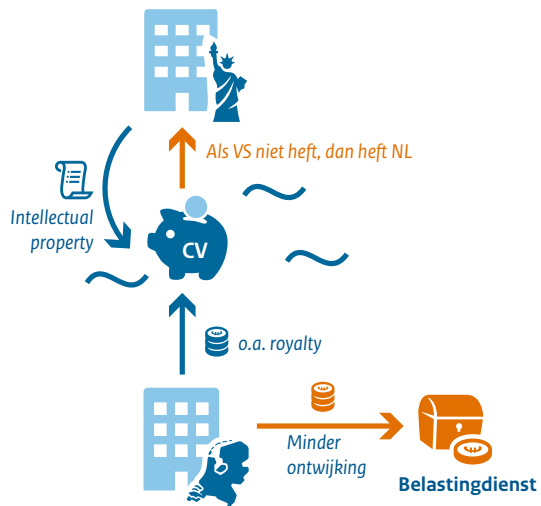 Als VS niet heft, dan heft NL
Intellectual
property
CV
o.a. royalty
Minder
ontwijking
Belastingdienst